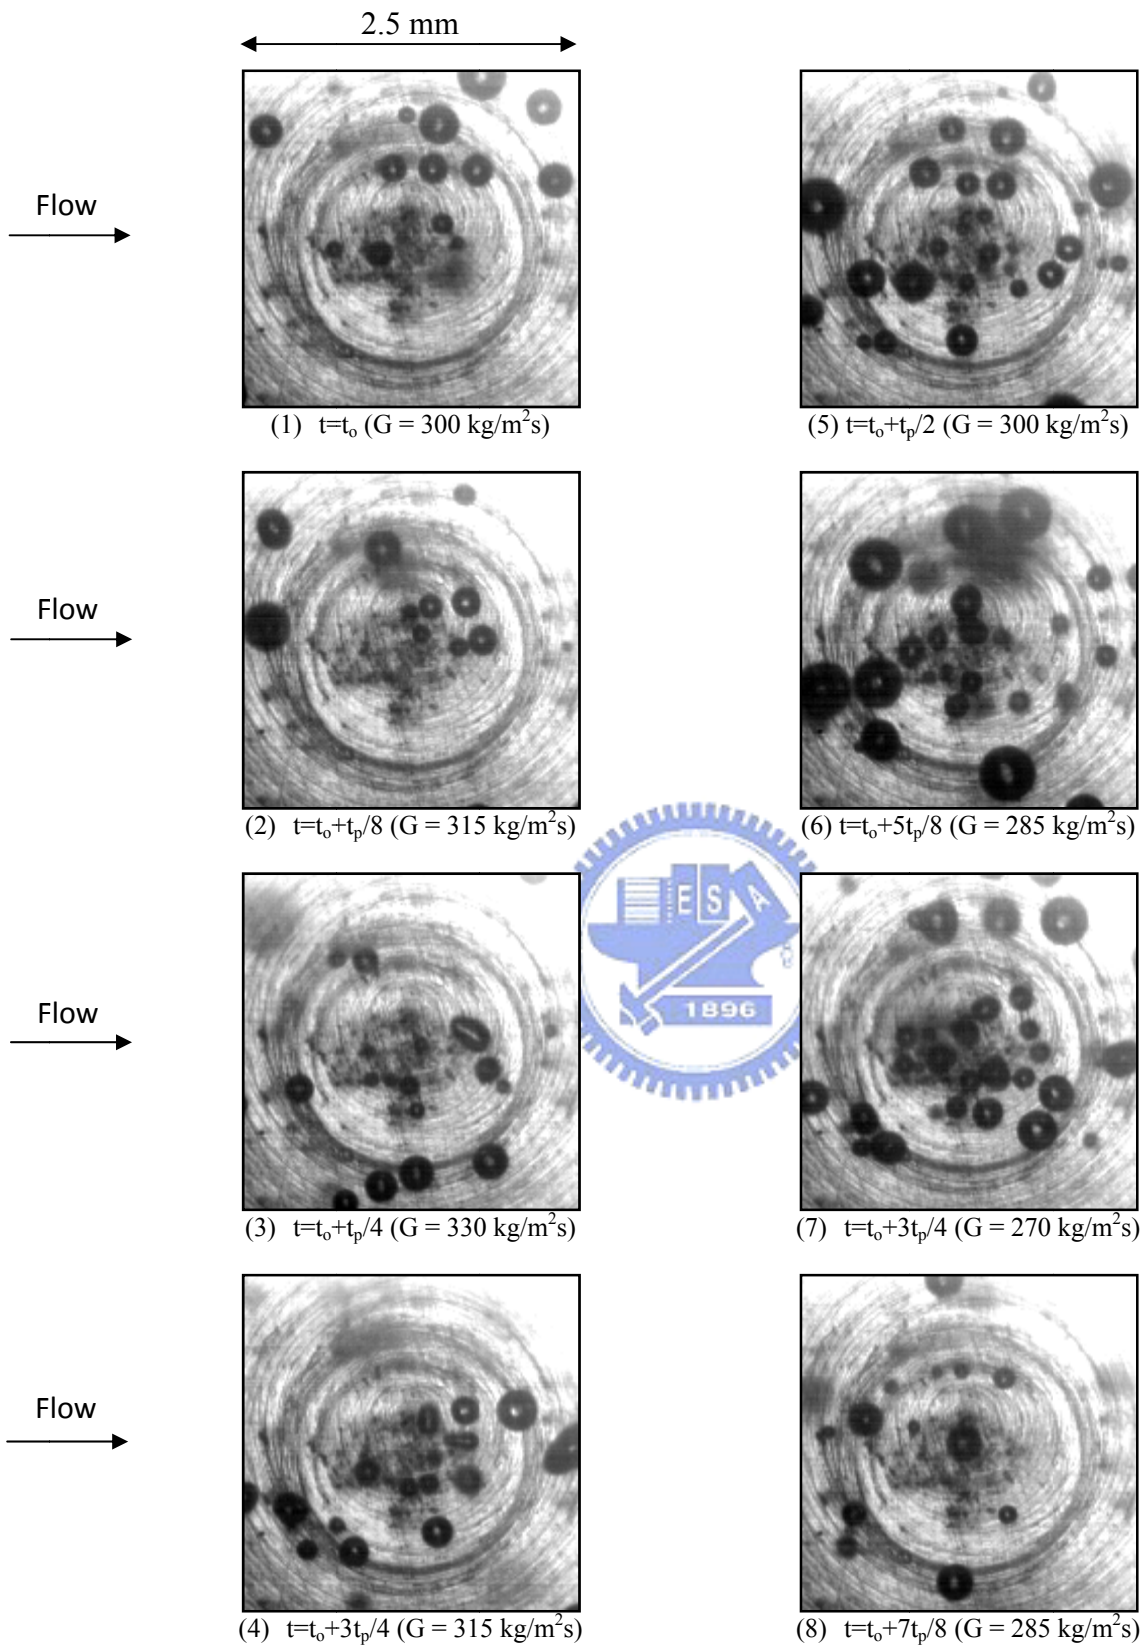 2.5 mm
Flow
(1) t=tₒ (G = 300 kg/m²s)
(5) t=tₒ+tₚ/2 (G = 300 kg/m²s)
Flow
(2) t=tₒ+tₚ/8 (G = 315 kg/m²s)
(6) t=tₒ+5tₚ/8 (G = 285 kg/m²s)
E S A
1896
Flow
(3) t=tₒ+tₚ/4 (G = 330 kg/m²s)
(7) t=tₒ+3tₚ/4 (G = 270 kg/m²s)
Flow
(4) t=tₒ+3tₚ/4 (G = 315 kg/m²s)
(8) t=tₒ+7tₚ/8 (G = 285 kg/m²s)